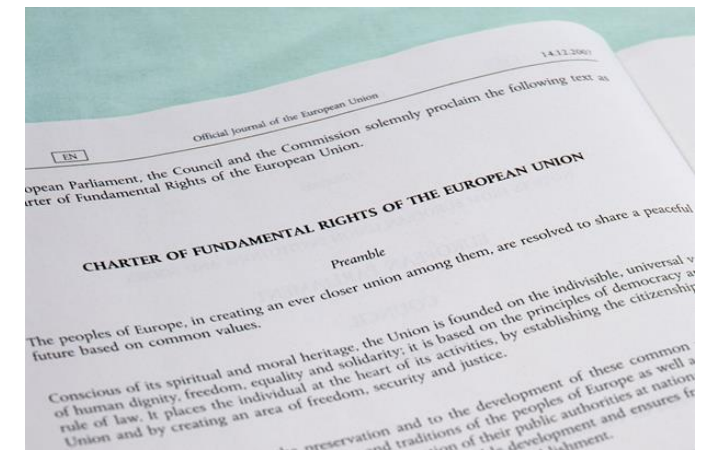 14.12.2007
Official Journal of the European Union
EN
opean Parliament, the Council and the Commission solemnly proclaim the following text as
arter of Fundamental Rights of the European Union.
CHARTER OF FUNDAMENTAL RIGHTS OF THE EUROPEAN UNION
Preamble
The peoples of Europe, in creating an ever closer union among them, are resolved to share a peaceful
future based on common values.
Conscious of its spiritual and moral heritage, the Union is founded on the indivisible, universal v
of human dignity, freedom, equality and solidarity; it is based on the principles of democracy a
rule of law. It places the individual at the heart of its activities, by establishing the citizenship
Union and by creating an area of freedom, security and justice.
preservation and to the development of these common
and traditions of the peoples of Europe as well a
of their public authorities at nation
development and ensures fr